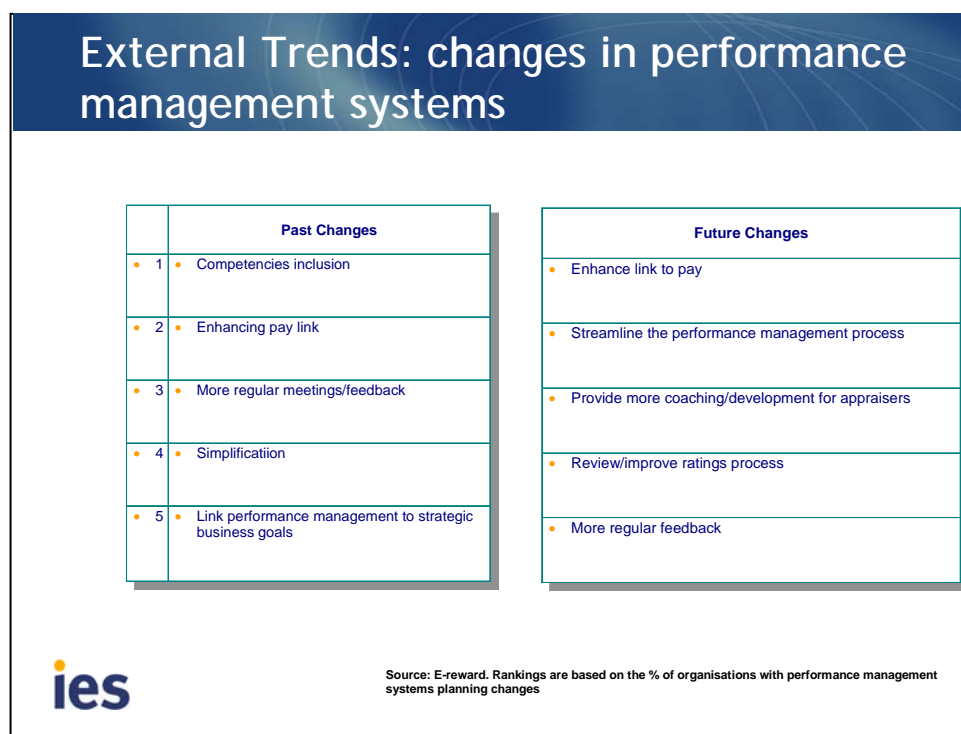 External Trends: changes in performance
management systems
Past Changes
• 1 • Competencies inclusion
• 2 • Enhancing pay link
• 3 • More regular meetings/feedback
• 4 • Simplificatiion
• 5 • Link performance management to strategic
business goals
Future Changes
• Enhance link to pay
• Streamline the performance management process
• Provide more coaching/development for appraisers
• Review/improve ratings process
• More regular feedback
ies
Source: E-reward. Rankings are based on the % of organisations with performance management
systems planning changes